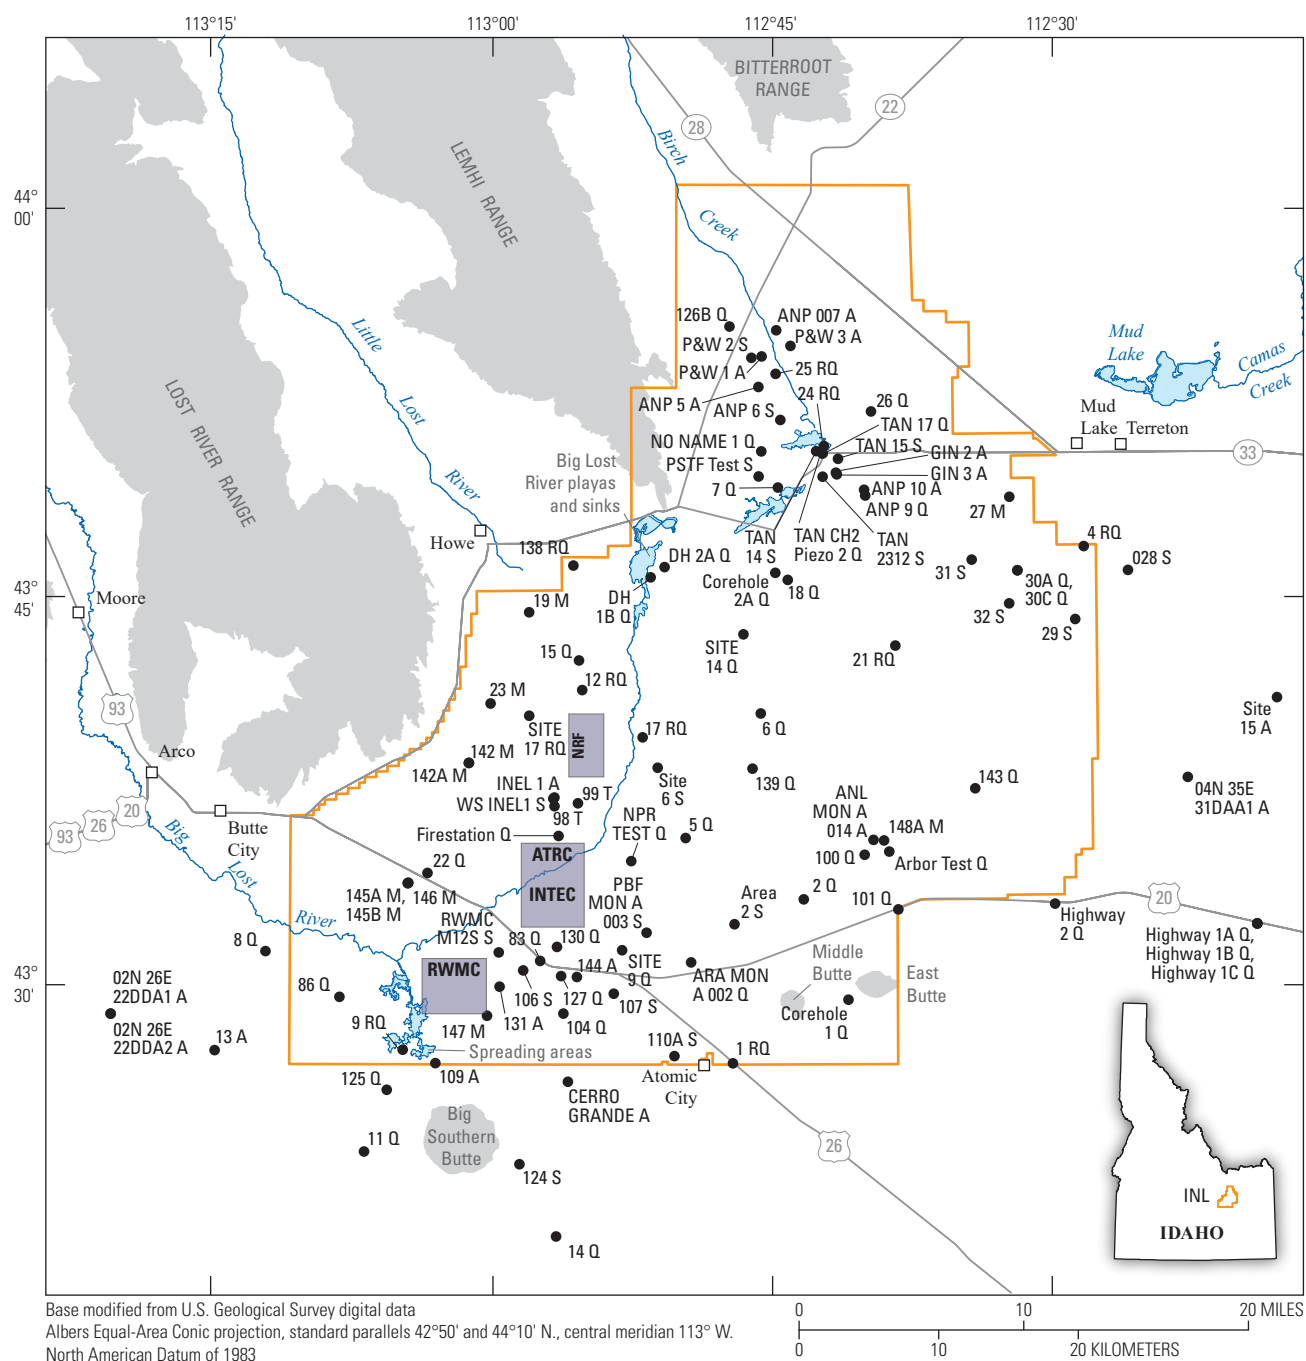 113°15'
113°00'
112°45'
112°30'
BITTERROOT
RANGE
22
28
Birch
LEMHI RANGE
44°
00'
Creek
126B Q
ANP 007 A
P&W 2 S
P&W 3 A
P&W 1 A
25 RQ
Mud
Lake
Camas
Creek
Little
Lost
River
LOST RIVER RANGE
ANP 5 A
24 RQ
ANP 6 S
26 Q
TAN 17 Q
Mud
Lake
Terreton
NO NAME 1 Q
TAN 15 S
GIN 2 A
33
PSTF Test S
GIN 3 A
Big Lost
River playas
and sinks
7 Q
ANP 10 A
ANP 9 Q
27 M
Howe
138 RQ
TAN
14 S
TAN CH2
Piezo 2 Q
TAN
2312 S
4 RQ
DH 2A Q
Corehole
2A Q
18 Q
31 S
30A Q,
30C Q
028 S
43°
45'
Moore
19 M
DH
1B Q
32 S
29 S
SITE
14 Q
21 RQ
15 Q
12 RQ
23 M
93
SITE
17 RQ
NRF
17 RQ
6 Q
Site
15 A
Arco
142 M
142A M
INEL 1 A
99 T
Site
6 S
139 Q
143 Q
04N 35E
31DAA1 A
WS INEL1 S
98 T
ANL
MON A
014 A
148A M
20
26
93
Butte
City
Firestation Q
NPR
TEST Q
5 Q
100 Q
Arbor Test Q
ATRC
INTEC
22 Q
Big
Lost
River
145A M,
145B M
146 M
PBF
MON A
003 S
Area
2 S
2 Q
101 Q
20
Highway
2 Q
RWMC
M12S S
83 Q
130 Q
Highway 1A Q,
Highway 1B Q,
Highway 1C Q
8 Q
SITE
9 Q
ARA MON
A 002 Q
Middle
Butte
East
Butte
43°
30'
02N 26E
22DDA1 A
86 Q
RWMC
144 A
106 S
127 Q
107 S
131 A
Corehole
1 Q
02N 26E
22DDA2 A
13 A
9 RQ
147 M
104 Q
Spreading areas
110A S
1 RQ
109 A
Atomic
City
125 Q
CERRO
GRANDE A
Big
Southern
Butte
11 Q
26
124 S
INL
IDAHO
14 Q
Base modified from U.S. Geological Survey digital data
Albers Equal-Area Conic projection, standard parallels 42°50' and 44°10' N., central meridian 113° W.
North American Datum of 1983
0
10
20 MILES
0
10
20 KILOMETERS